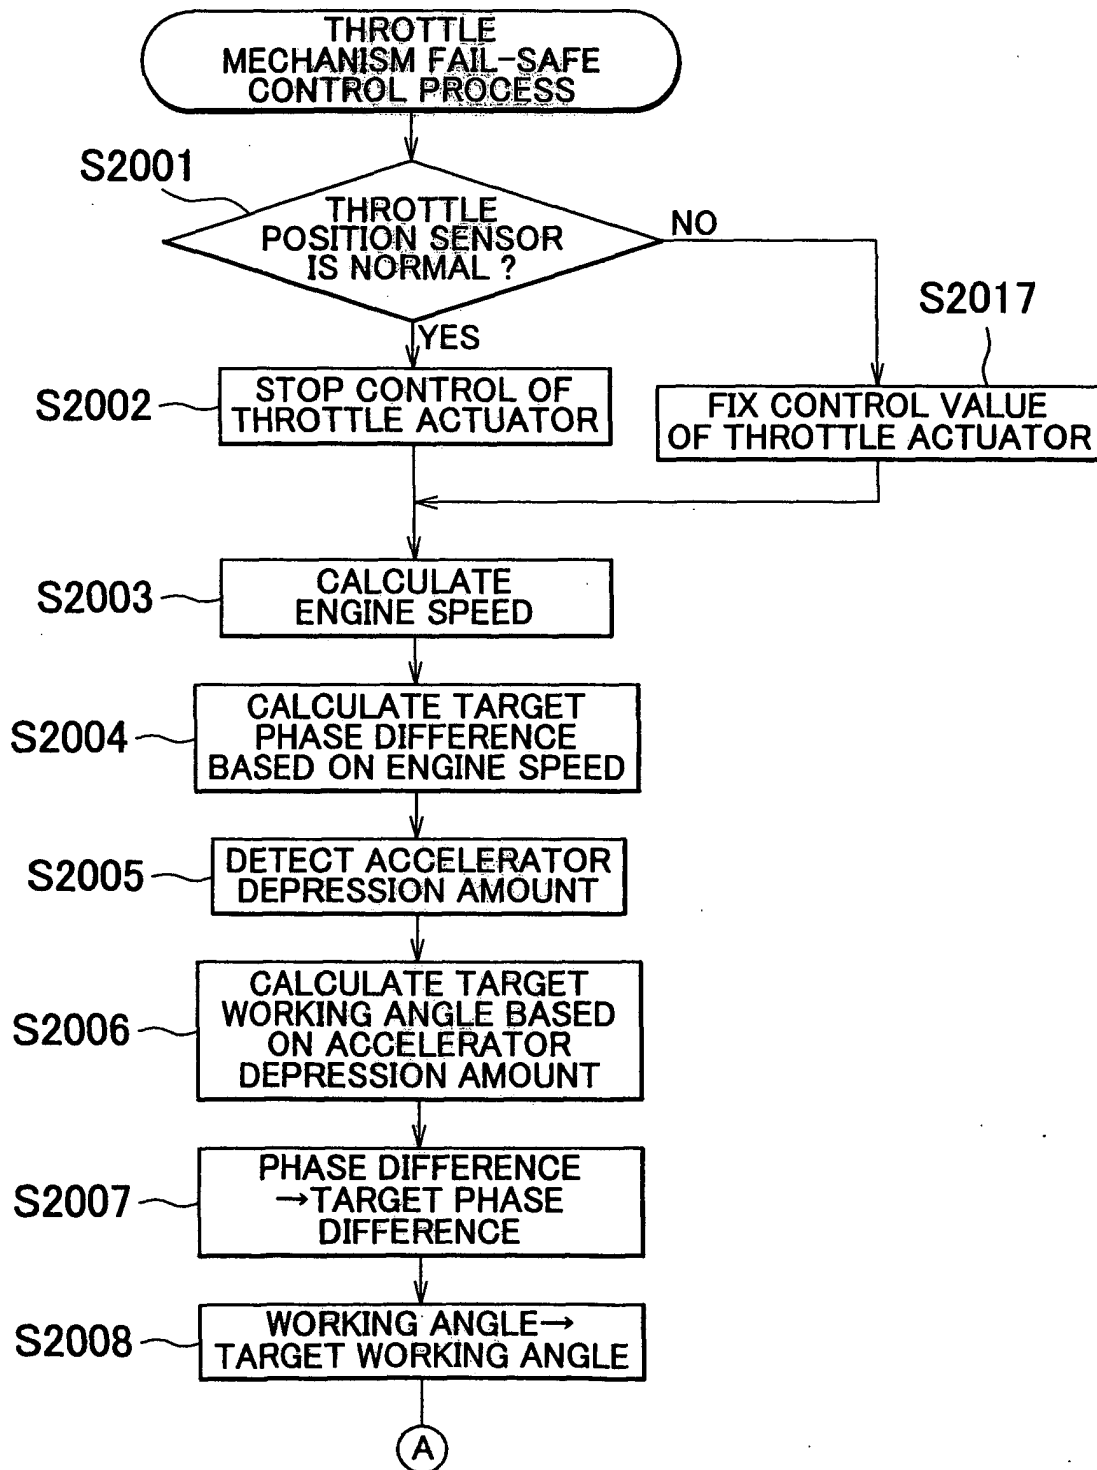 THROTTLE
MECHANISM FAIL-SAFE
CONTROL PROCESS
S2001
THROTTLE
POSITION SENSOR
IS NORMAL ?
NO
YES
S2017
S2002
STOP CONTROL OF
THROTTLE ACTUATOR
FIX CONTROL VALUE
OF THROTTLE ACTUATOR
S2003
CALCULATE
ENGINE SPEED
S2004
CALCULATE TARGET
PHASE DIFFERENCE
BASED ON ENGINE SPEED
S2005
DETECT ACCELERATOR
DEPRESSION AMOUNT
S2006
CALCULATE TARGET
WORKING ANGLE BASED
ON ACCELERATOR
DEPRESSION AMOUNT
S2007
PHASE DIFFERENCE
→TARGET PHASE
DIFFERENCE
S2008
WORKING ANGLE→
TARGET WORKING ANGLE
A